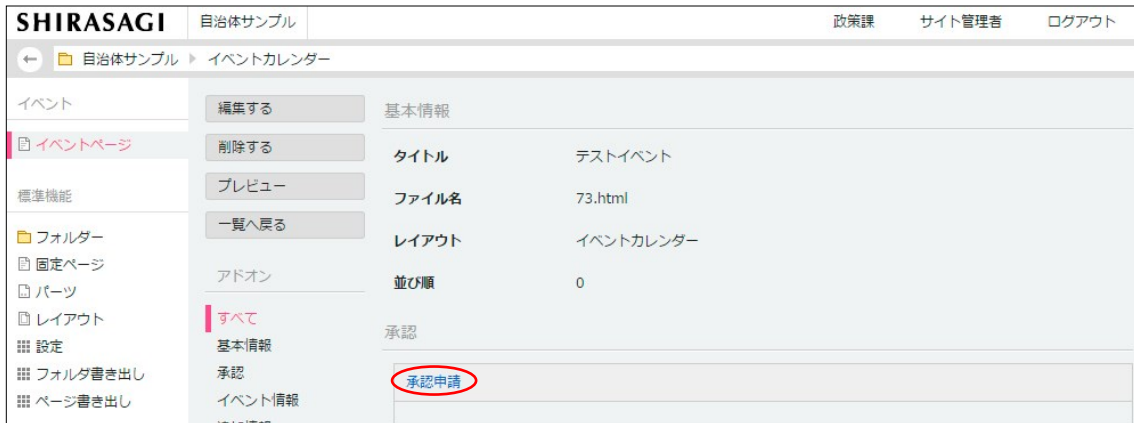 SHIRASAGI 自治体サンプル 政策課 サイト管理者 ログアウト
自治体サンプル イベントカレンダー
イベント
イベントページ
標準機能
フォルダー
固定ページ
パーツ
レイアウト
設定
フォルダ書き出し
ページ書き出し
編集する
削除する
プレビュー
一覧へ戻る
アドオン
すべて
基本情報
承認
イベント情報
基本情報
タイトル テストイベント
ファイル名 73.html
レイアウト イベントカレンダー
並び順 0
承認
承認申請